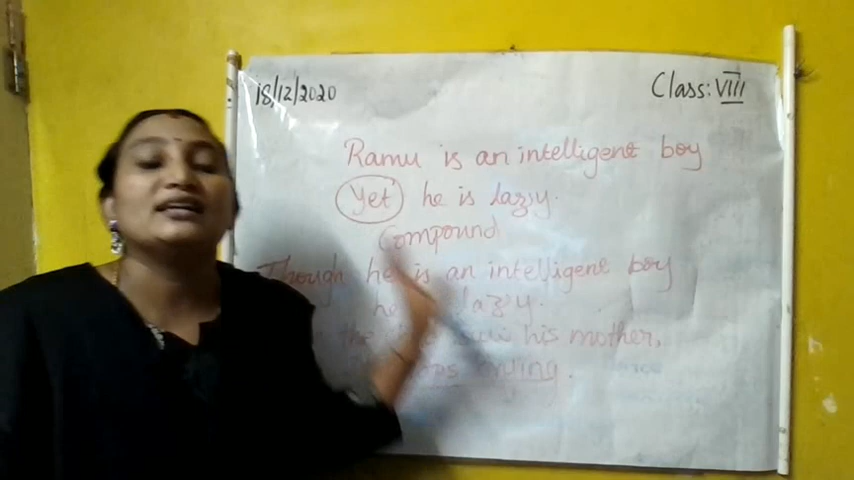 18/12/2020
Class: VIII
Ramu is an intelligent boy
Yet he is lazy.
Compound
Though he is an intelligent boy
he lazy.
the his mother,
crying.